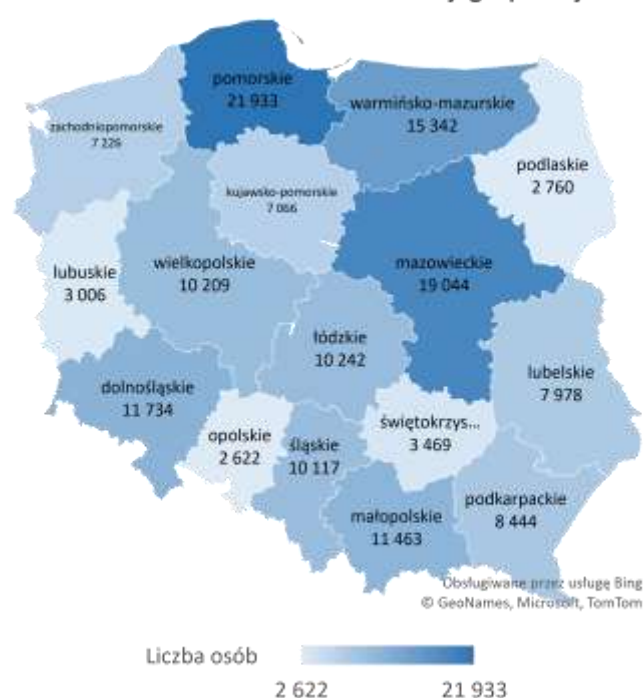 pomorskie
21 933
warmińsko-mazurskie
15 342
zachodniopomorskie
7 226
podlaskie
2 760
kujawsko-pomorskie
7 066
lubuskie
3 006
wielkopolskie
10 209
mazowieckie
19 044
łódzkie
10 242
lubelskie
7 978
dolnośląskie
11 734
opolskie
2 622
śląskie
10 117
świętokrzys...
3 469
małopolskie
11 463
podkarpackie
8 444
Obsługiwane przez usługę Bing
© GeoNames, Microsoft, TomTom
Liczba osób
2 622
21 933